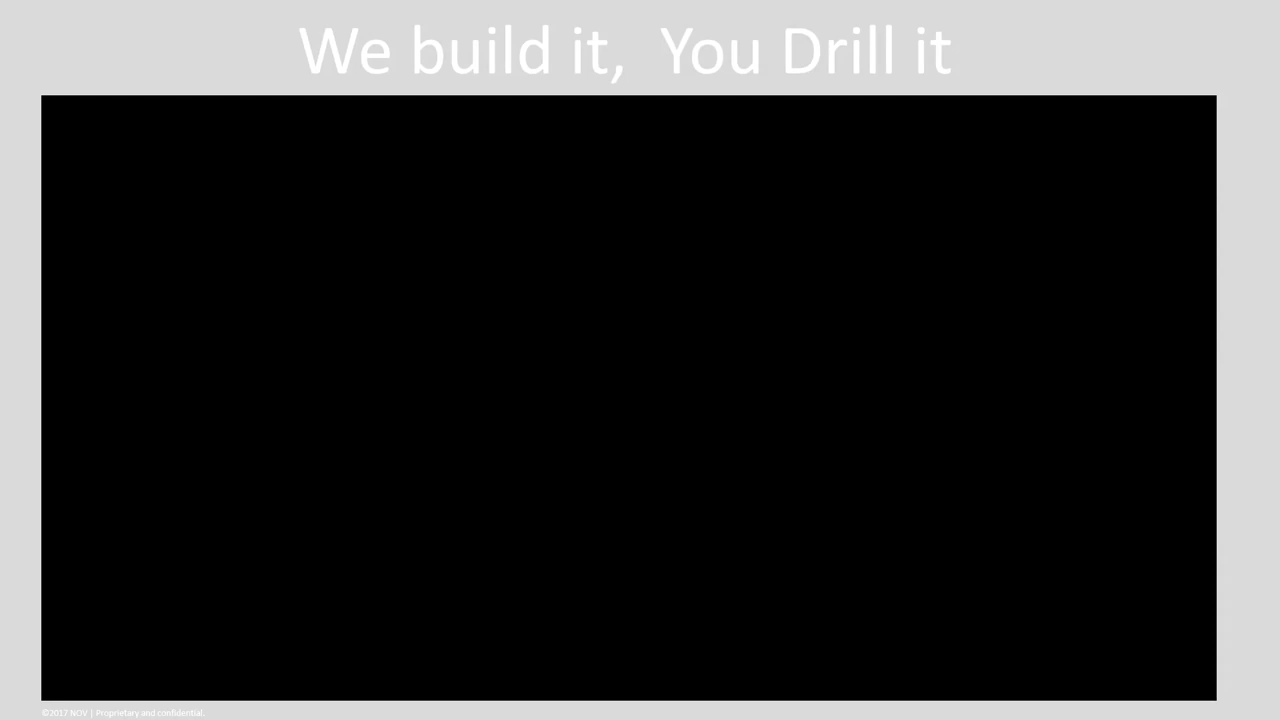 We build it,  You Drill it
©2017 NOV | Proprietary and confidential.